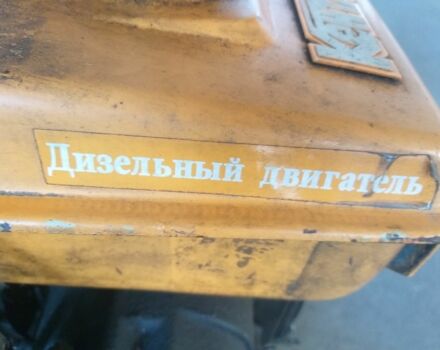 Дизельный двигатель